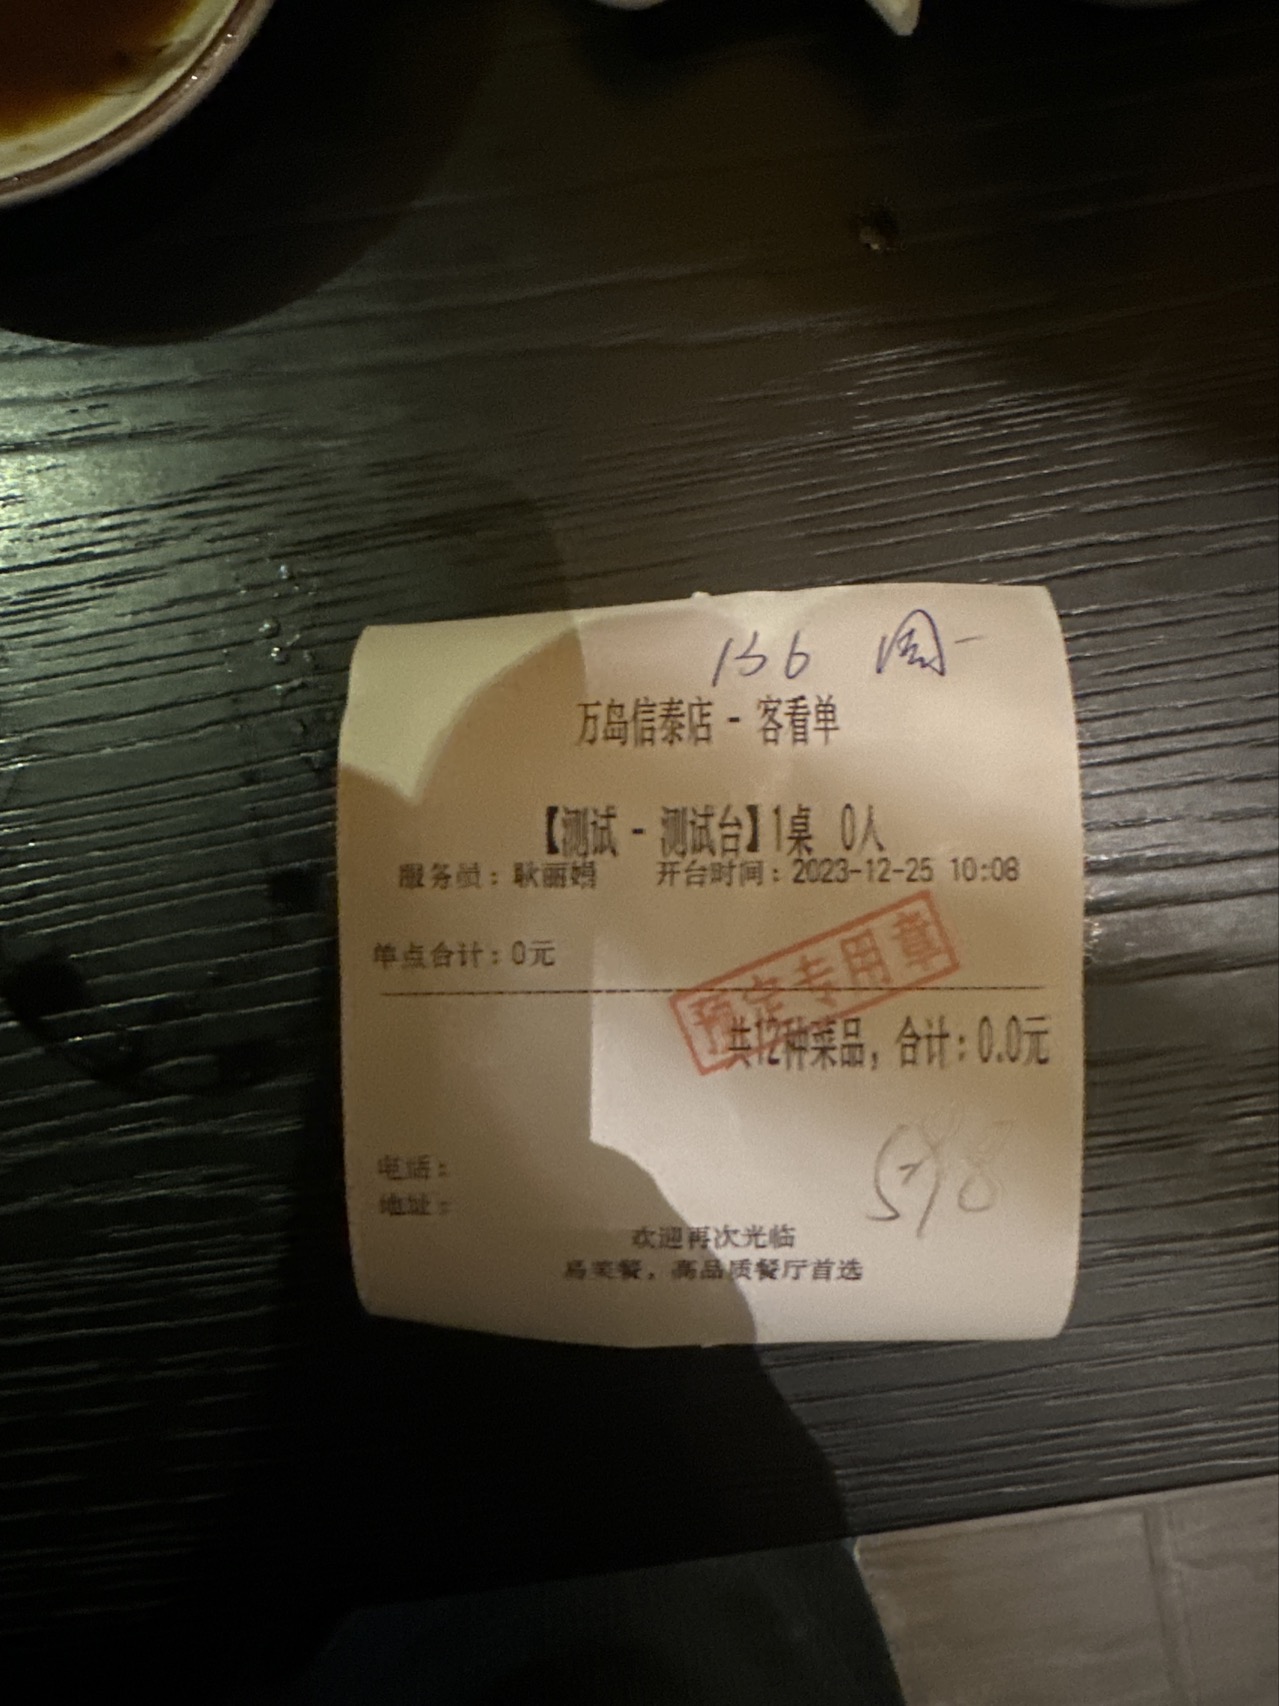 136 周一
万岛信泰店 - 客看单
【测试 - 测试台】1桌 0人
服务员：耿丽娟 开台时间：2023-12-25 10:08
单点合计：0元
预定专用章
共12种菜品，合计：0.0元
598
电话：
地址：
欢迎再次光临
易芙餐，高品质餐厅首选